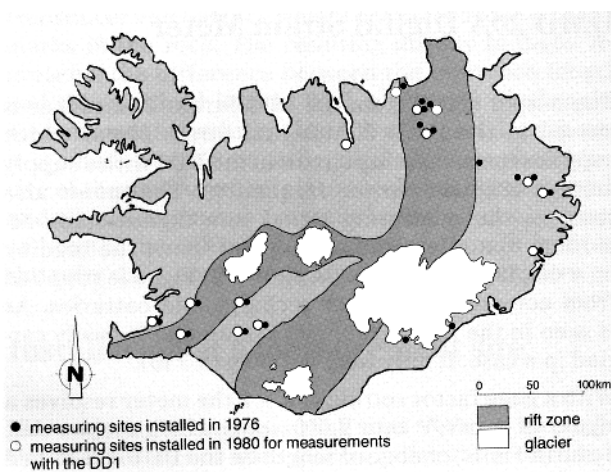 N
0 50 100km
● measuring sites installed in 1976
○ measuring sites installed in 1980 for measurements
with the DD1
rift zone
glacier